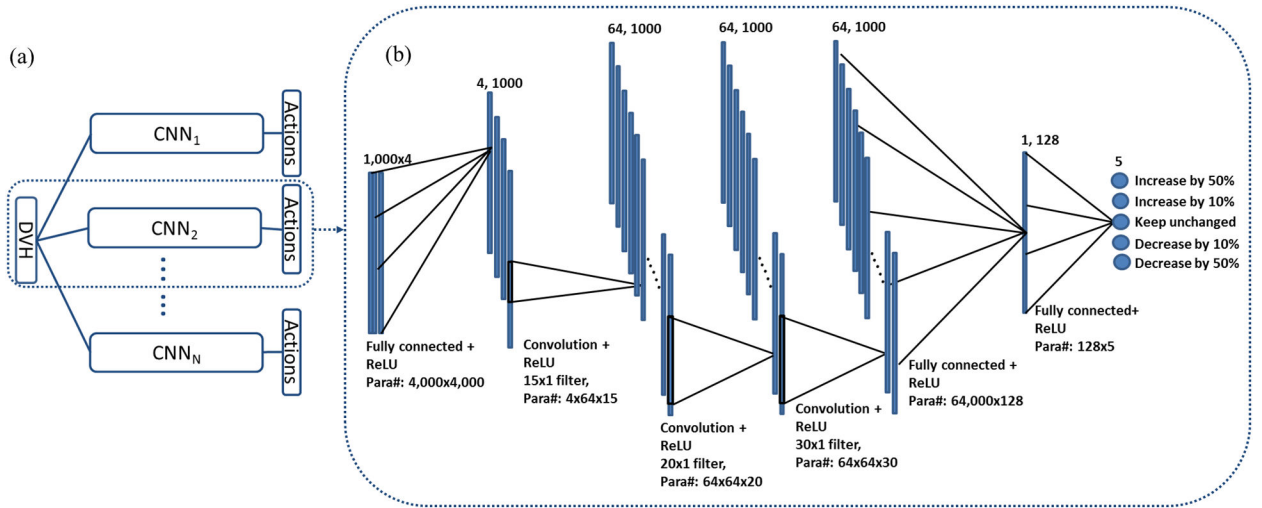 (a)
DVH
CNN1
Actions
CNN2
Actions
CNNN
Actions
(b)
1,000x4
Fully connected +
ReLU
Para#: 4,000x4,000
4, 1000
Convolution +
ReLU
15x1 filter,
Para#: 4x64x15
64, 1000
Convolution +
ReLU
20x1 filter,
Para#: 64x64x20
64, 1000
Convolution +
ReLU
30x1 filter,
Para#: 64x64x30
64, 1000
Fully connected +
ReLU
Para#: 64,000x128
1, 128
Fully connected+
ReLU
Para#: 128x5
5
Increase by 50%
Increase by 10%
Keep unchanged
Decrease by 10%
Decrease by 50%